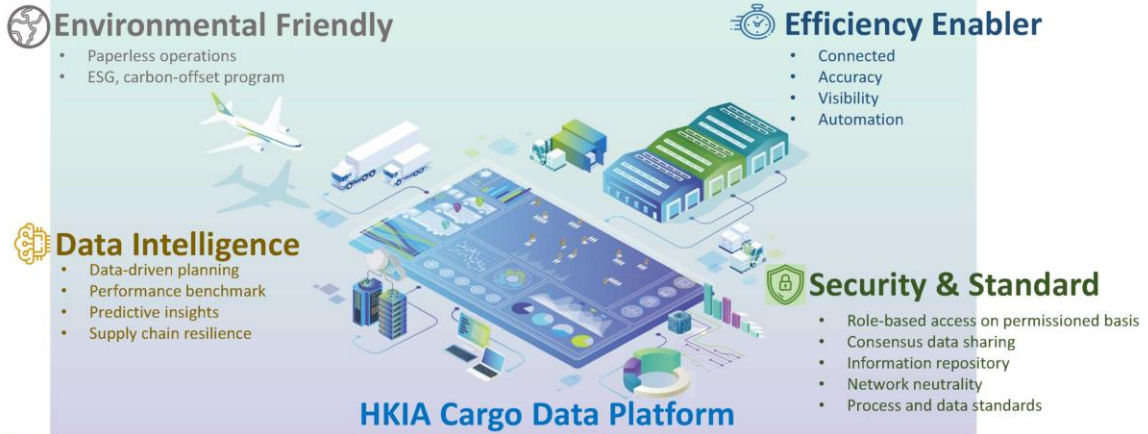 Environmental Friendly
• Paperless operations
• ESG, carbon-offset program
Efficiency Enabler
• Connected
• Accuracy
• Visibility
• Automation
Data Intelligence
• Data-driven planning
• Performance benchmark
• Predictive insights
• Supply chain resilience
Security & Standard
• Role-based access on permissioned basis
• Consensus data sharing
• Information repository
• Network neutrality
• Process and data standards
HKIA Cargo Data Platform